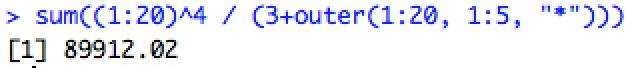 > sum((1:20)^4 / (3+outer(1:20, 1:5, "*")))
[1] 89912.02